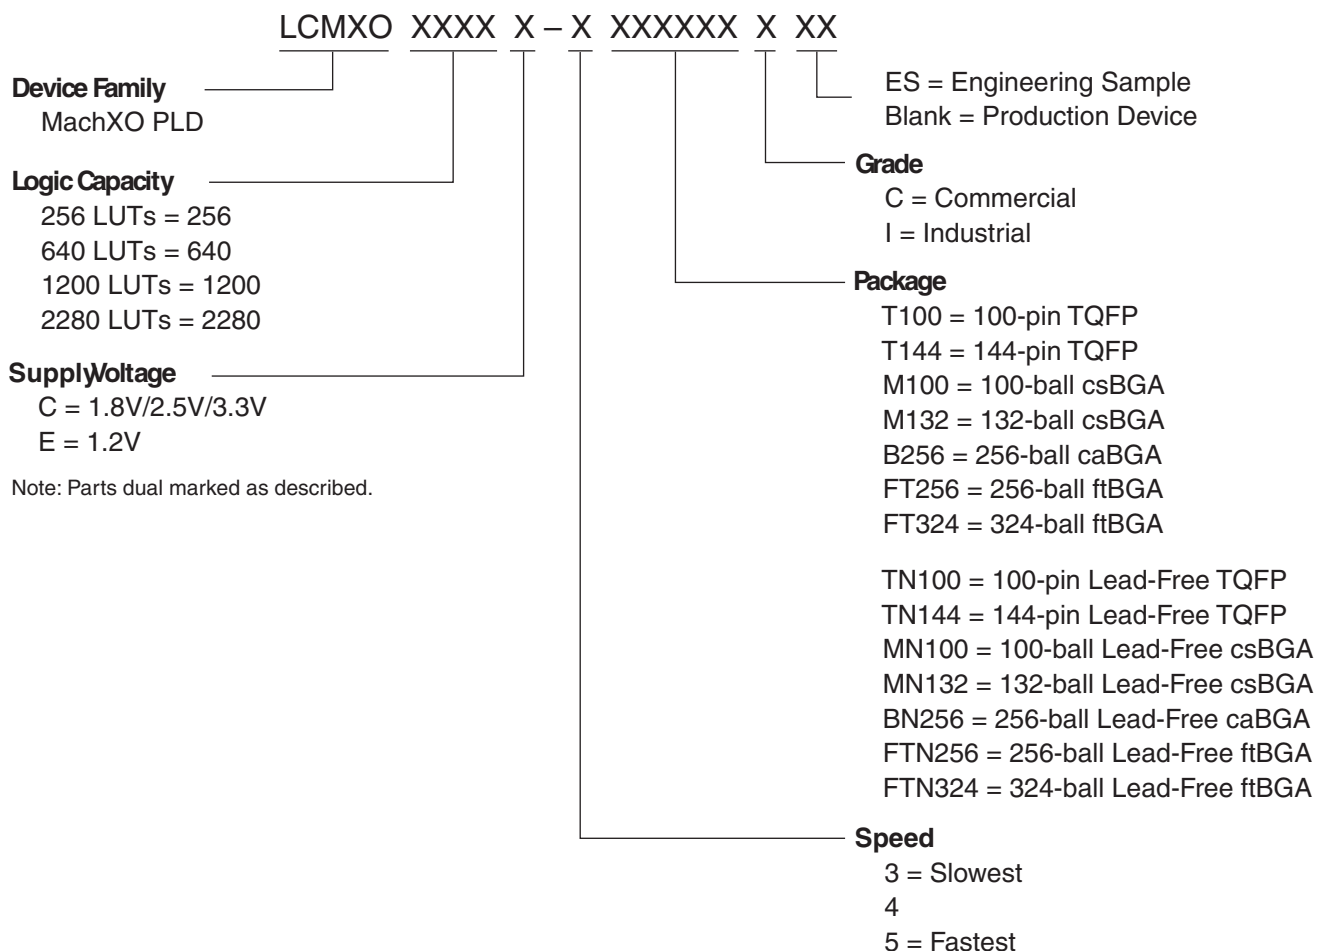 LCMXO XXXX X – X XXXXXX X XX
Device Family
MachXO PLD
Logic Capacity
256 LUTs = 256
640 LUTs = 640
1200 LUTs = 1200
2280 LUTs = 2280
Supply Voltage
C = 1.8V/2.5V/3.3V
E = 1.2V
Note: Parts dual marked as described.
ES = Engineering Sample
Blank = Production Device
Grade
C = Commercial
I = Industrial
Package
T100 = 100-pin TQFP
T144 = 144-pin TQFP
M100 = 100-ball csBGA
M132 = 132-ball csBGA
B256 = 256-ball caBGA
FT256 = 256-ball ftBGA
FT324 = 324-ball ftBGA
TN100 = 100-pin Lead-Free TQFP
TN144 = 144-pin Lead-Free TQFP
MN100 = 100-ball Lead-Free csBGA
MN132 = 132-ball Lead-Free csBGA
BN256 = 256-ball Lead-Free caBGA
FTN256 = 256-ball Lead-Free ftBGA
FTN324 = 324-ball Lead-Free ftBGA
Speed
3 = Slowest
4
5 = Fastest